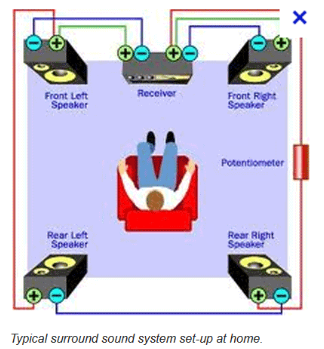 − + − +
+ − + −
Front Left
Speaker
Receiver
Front Right
Speaker
Potentiometer
Rear Left
Speaker
Rear Right
Speaker
+ − + −
Typical surround sound system set-up at home.